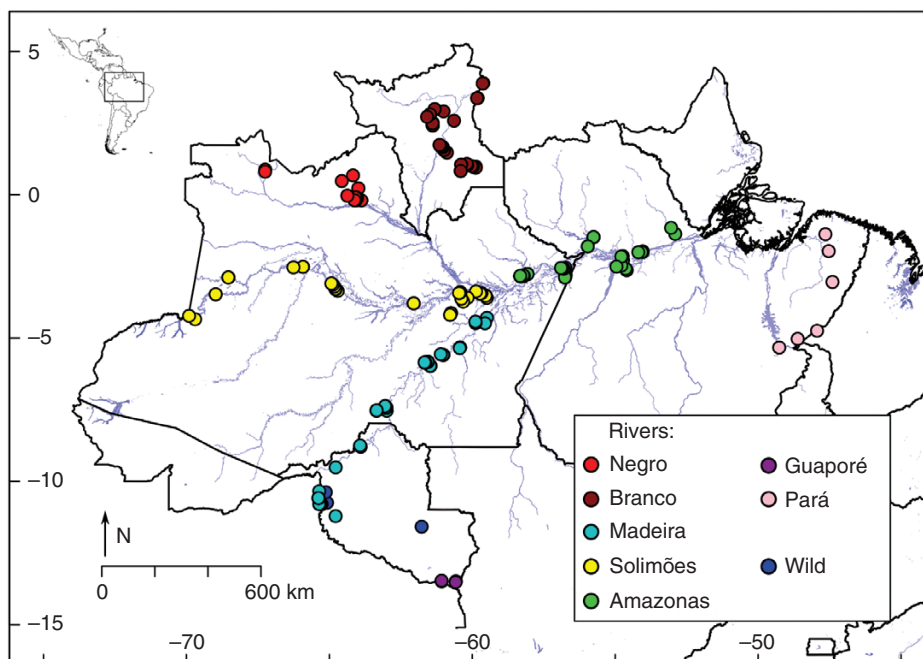 5
0
−5
−10
−15
−70
−60
−50
N
0
600 km
Rivers:
Negro
Branco
Madeira
Solimões
Amazonas
Guaporé
Pará
Wild